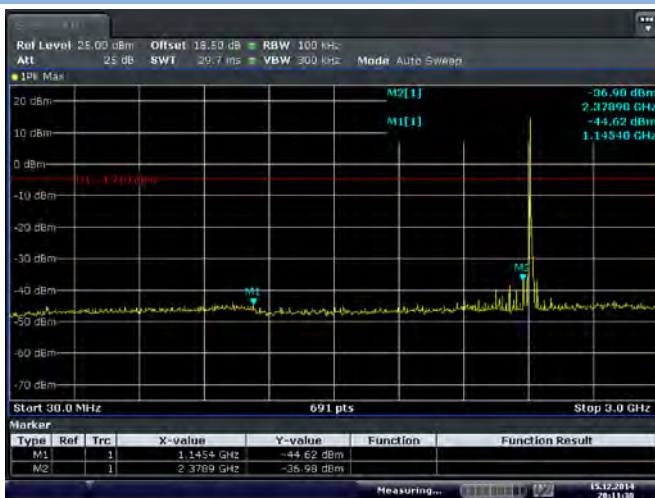 Ref Level 25.00 dBm Offset 18.50 dB RBW 100 kHz
Att 25 dB SWT 29.7 ms VBW 300 kHz Mode Auto Sweep
1Pk Max
M2[1] -36.98 dBm
2.37890 GHz
M1[1] -44.62 dBm
1.14540 GHz
20 dBm
10 dBm
0 dBm
-10 dBm
-20 dBm
-30 dBm
-40 dBm
-50 dBm
-60 dBm
-70 dBm
M1
M2
Start 30.0 MHz 691 pts Stop 3.0 GHz
Marker
Type Ref Trc X-value Y-value Function Function Result
M1 1 1.1454 GHz -44.62 dBm
M2 1 2.3789 GHz -36.98 dBm
Measuring... 15.12.2014
20:11:38